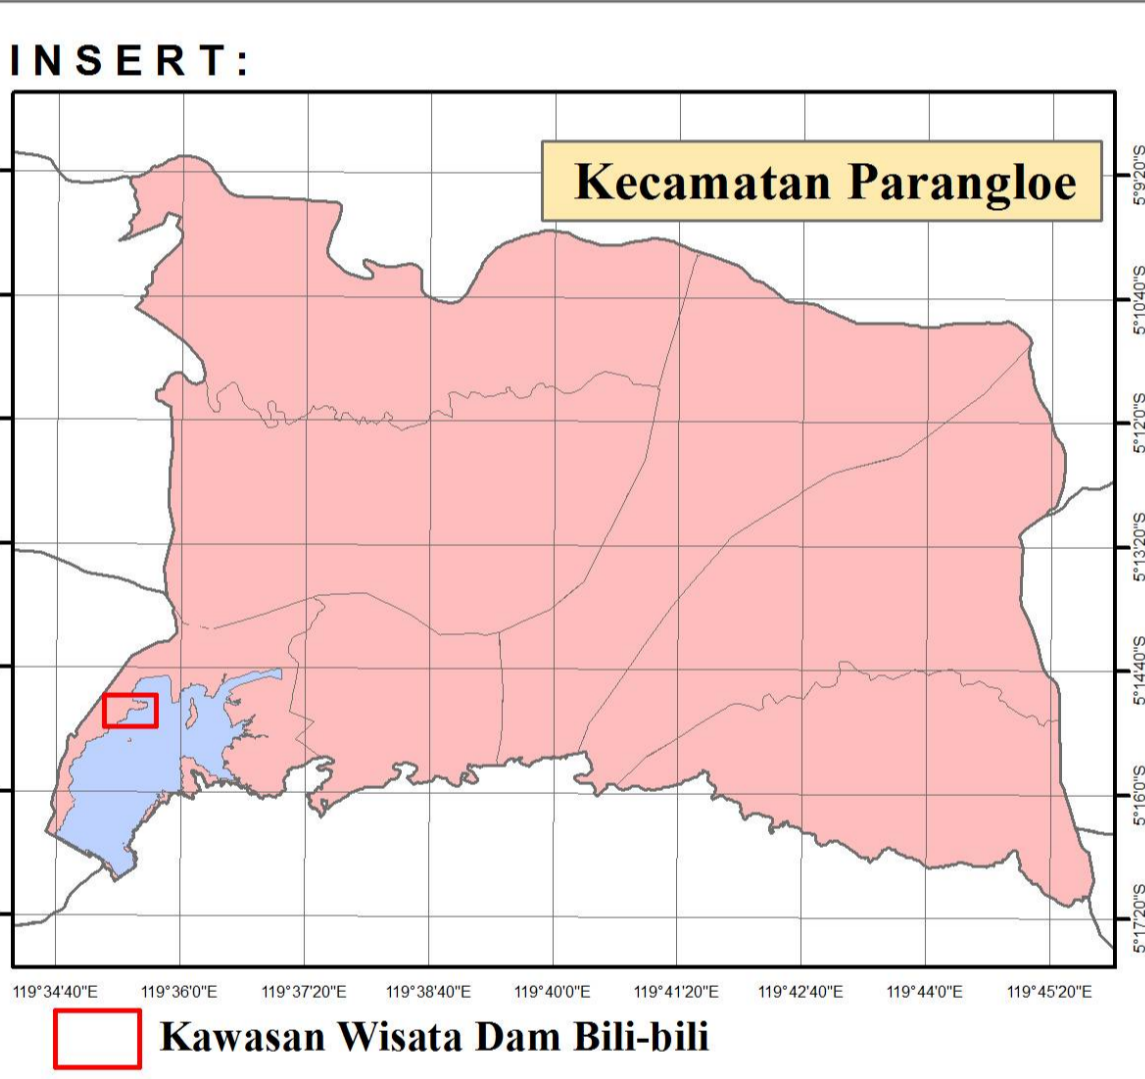 INSERT:
Kecamatan Parangloe
5°9'20"S
5°10'40"S
5°12'0"S
5°13'20"S
5°14'40"S
5°16'0"S
5°17'20"S
119°34'40"E 119°36'0"E 119°37'20"E 119°38'40"E 119°40'0"E 119°41'20"E 119°42'40"E 119°44'0"E 119°45'20"E
Kawasan Wisata Dam Bili-bili